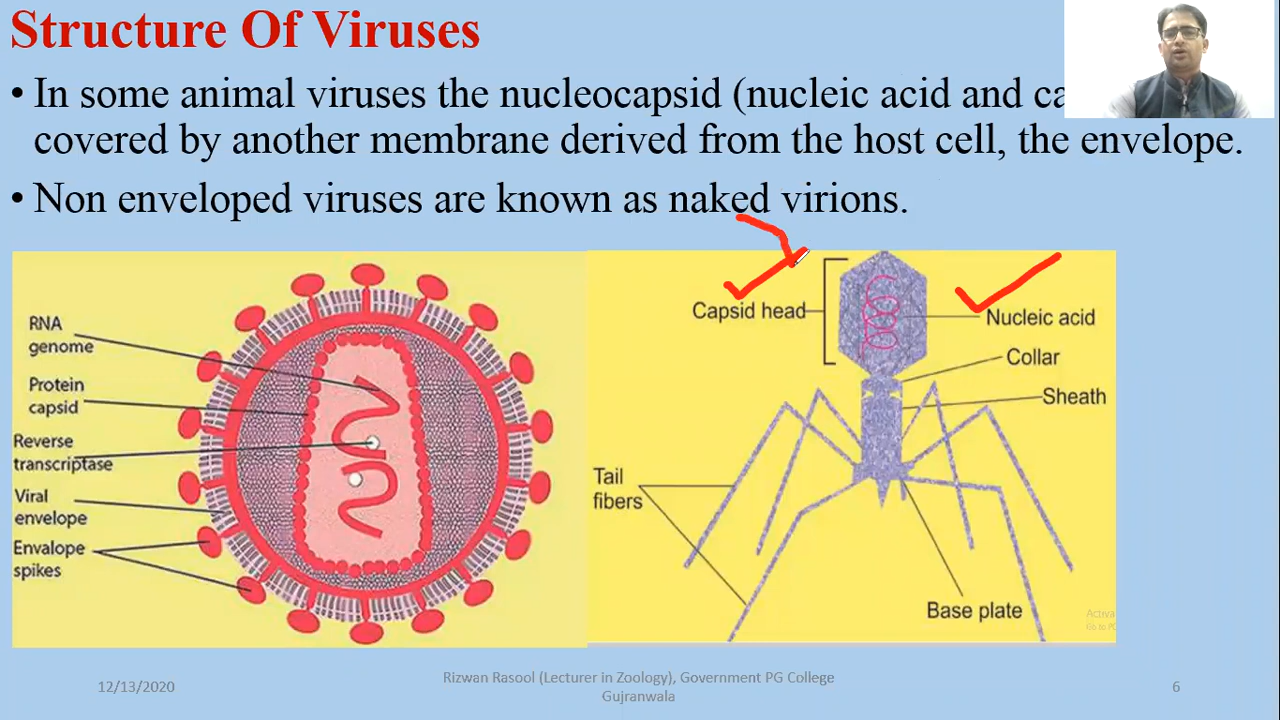 Structure Of Viruses
• In some animal viruses the nucleocapsid (nucleic acid and
covered by another membrane derived from the host cell, the envelope.
• Non enveloped viruses are known as naked virions.
RNA
genome
Protein
capsid
Reverse
transcriptase
Viral
envelope
Envalope
spikes
Capsid head
Nucleic acid
Collar
Sheath
Tail
fibers
Base plate
12/13/2020
Rizwan Rasool (Lecturer in Zoology), Government PG College
Gujranwala
6